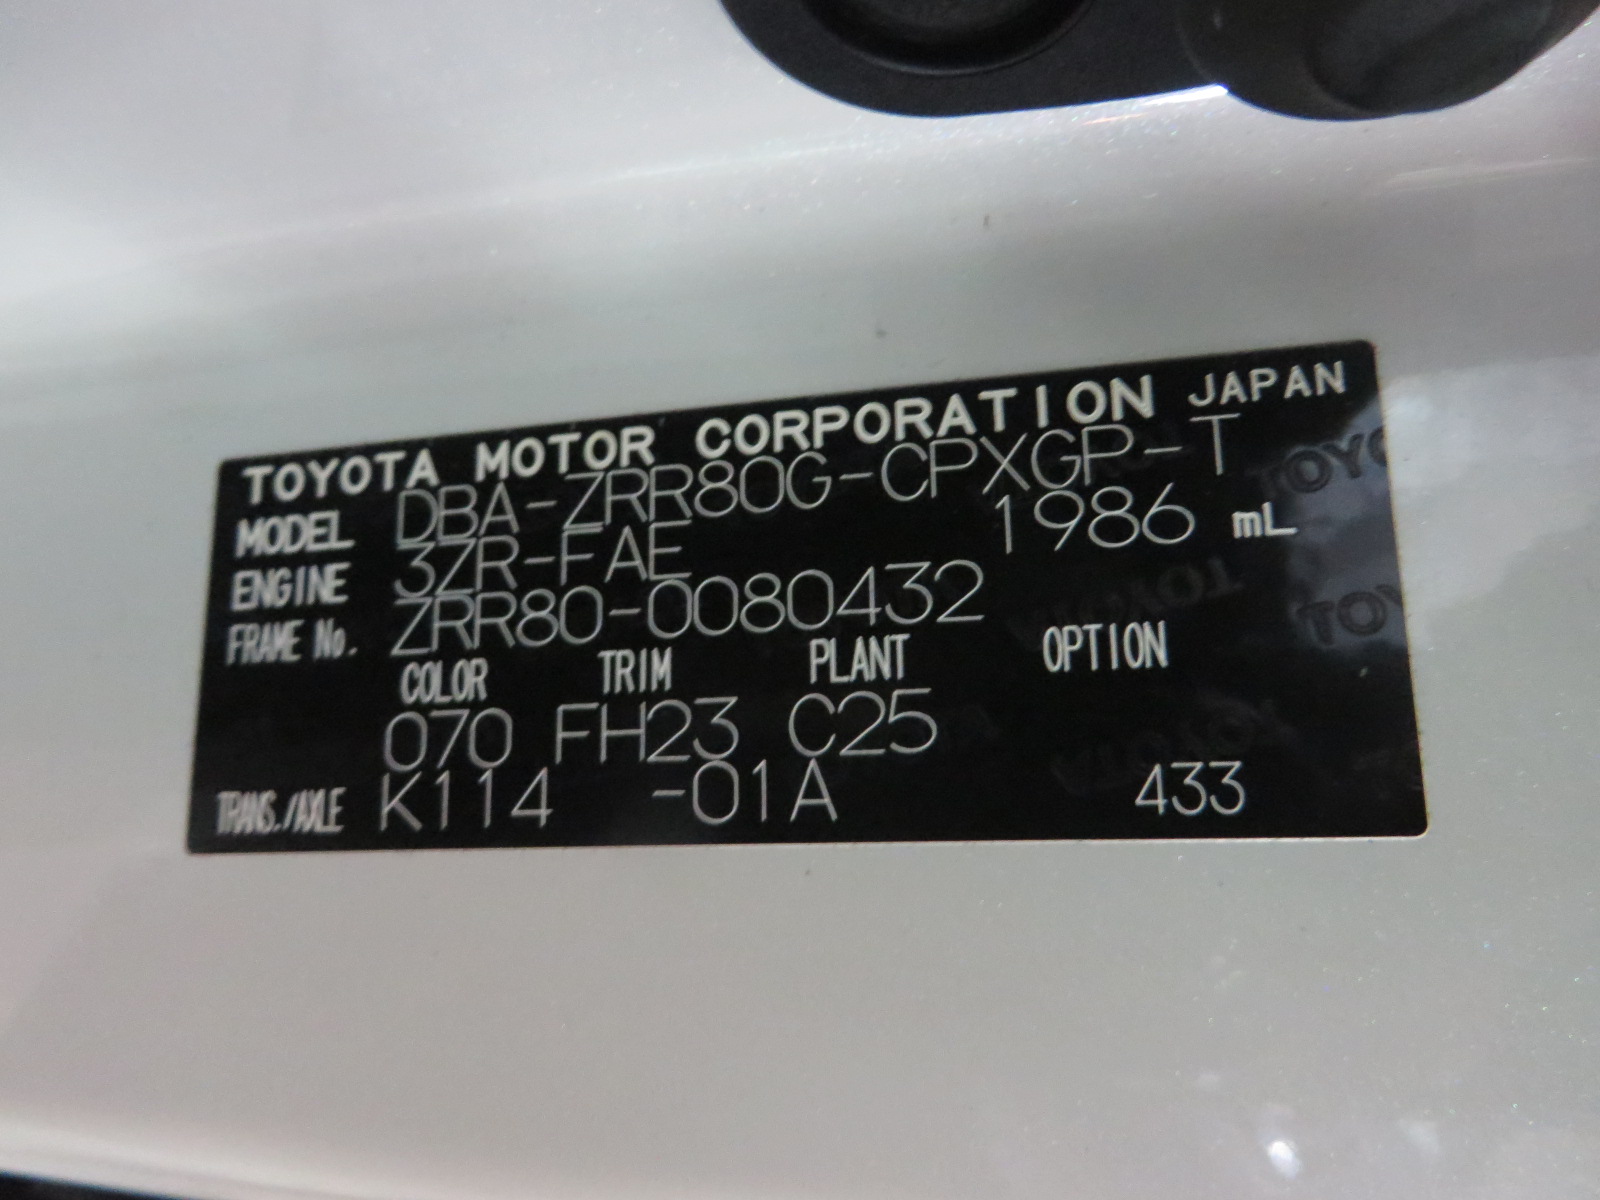 TOYOTA MOTOR CORPORATION JAPAN
MODEL DBA-ZRR80G-CPXGP-T
ENGINE 3ZR-FAE 1986 mL
FRAME No. ZRR80-0080432
COLOR TRIM PLANT OPTION
070 FH23 C25
TRANS./AXLE K114 -01A 433